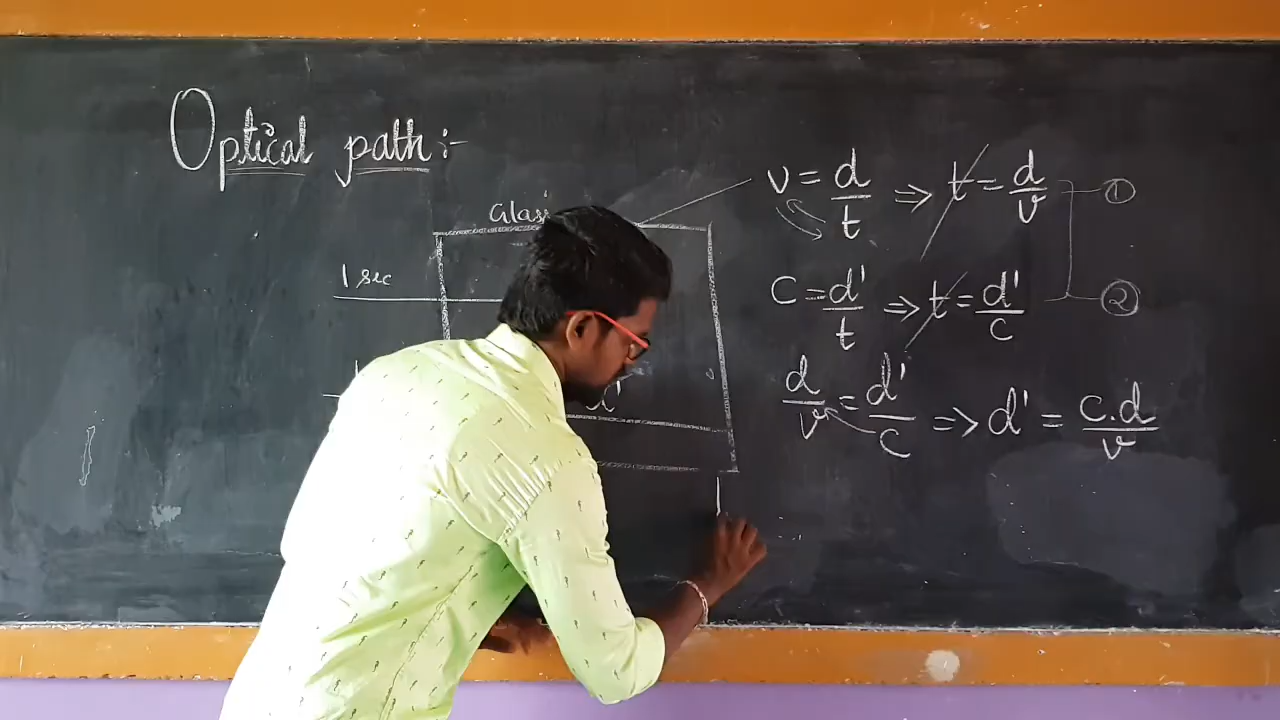 Optical path :-
Glass
1 sec
d'
v = d/t ⇒ t = d/v ①
c = d'/t ⇒ t = d'/c ②
d/v = d'/c ⇒ d' = c.d/v